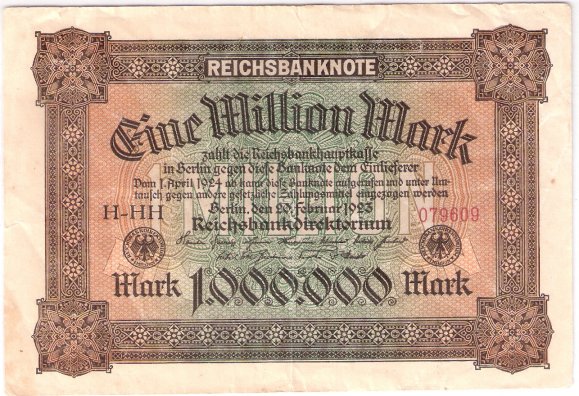 REICHSBANKNOTE
Eine Million Mark
zahlt die Reichsbankhauptkasse
in Berlin gegen diese Banknote dem Einlieferer
Vom 1. April 1924 ab kann diese Banknote aufgerufen und unter Um-
tausch gegen andere gesetzliche Zahlungsmittel eingezogen werden
Berlin, den 20. Februar 1923
H-HH
079609
Reichsbankdirektorium
Mark 1.000.000 Mark